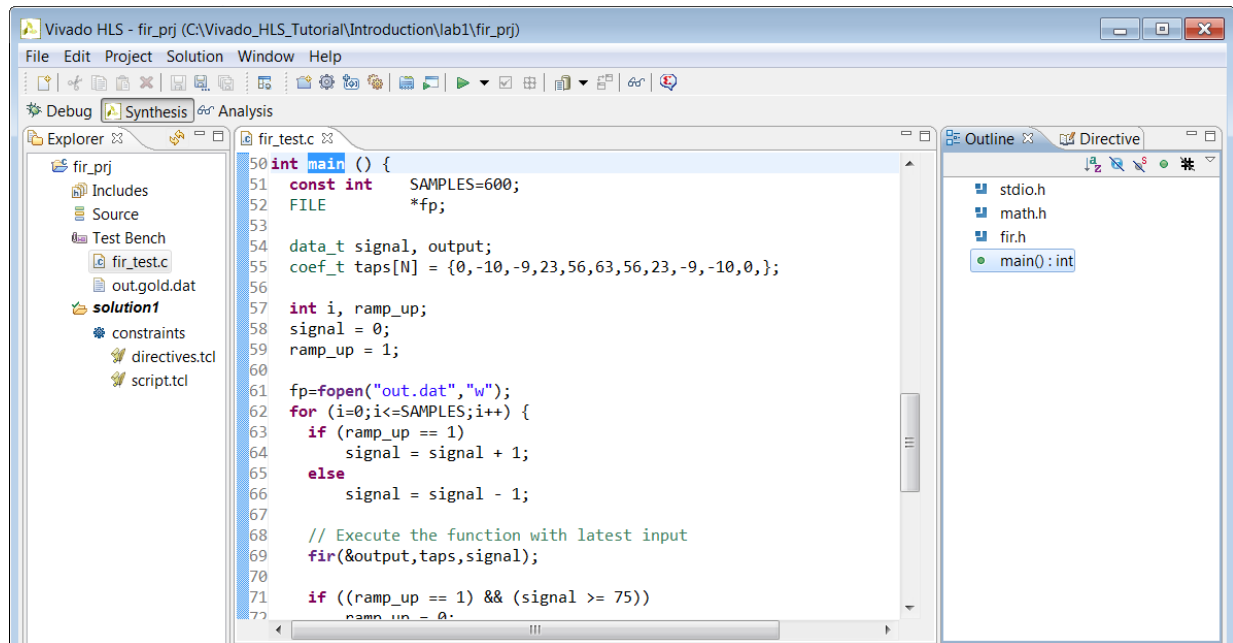 Vivado HLS - fir_prj (C:\Vivado_HLS_Tutorial\Introduction\lab1\fir_prj)
File Edit Project Solution Window Help
Debug Synthesis Analysis
Explorer
fir_prj
Includes
Source
Test Bench
fir_test.c
out.gold.dat
solution1
constraints
directives.tcl
script.tcl
fir_test.c
50 int main () {
51 const int SAMPLES=600;
52 FILE *fp;
53
54 data_t signal, output;
55 coef_t taps[N] = {0,-10,-9,23,56,63,56,23,-9,-10,0,};
56
57 int i, ramp_up;
58 signal = 0;
59 ramp_up = 1;
60
61 fp=fopen("out.dat","w");
62 for (i=0;i<=SAMPLES;i++) {
63 if (ramp_up == 1)
64 signal = signal + 1;
65 else
66 signal = signal - 1;
67
68 // Execute the function with latest input
69 fir(&output,taps,signal);
70
71 if ((ramp_up == 1) && (signal >= 75))
72 ramp_up = 0;
Outline Directive
stdio.h
math.h
fir.h
main() : int